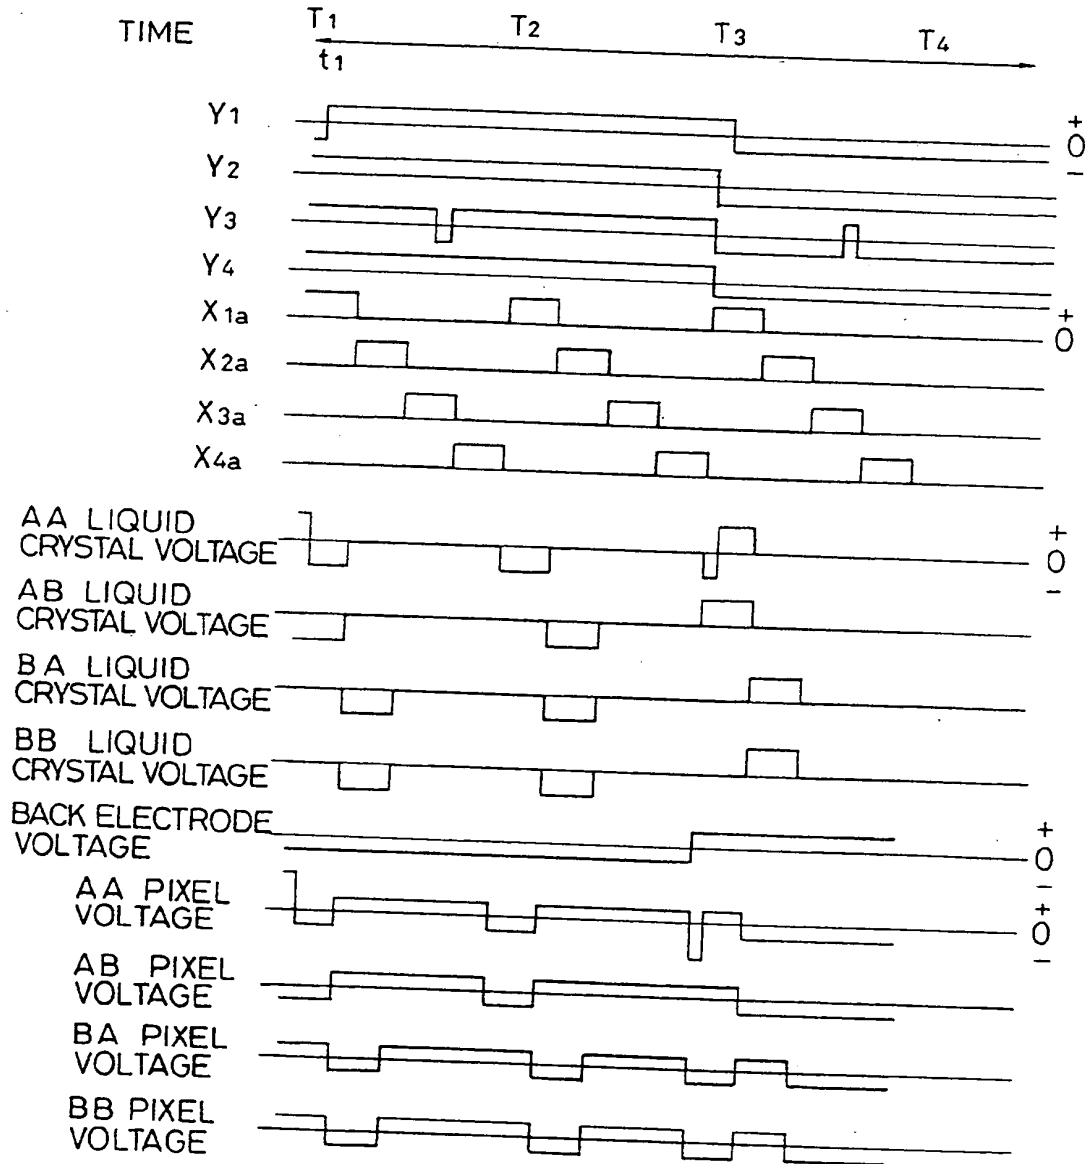 TIME T1 T2 T3 T4
t1
Y1 +
0
Y2 −
Y3
Y4
X1a +
0
X2a
X3a
X4a
AA LIQUID
CRYSTAL VOLTAGE +
0
−
AB LIQUID
CRYSTAL VOLTAGE
BA LIQUID
CRYSTAL VOLTAGE
BB LIQUID
CRYSTAL VOLTAGE
BACK ELECTRODE
VOLTAGE +
0
−
AA PIXEL
VOLTAGE +
0
−
AB PIXEL
VOLTAGE
BA PIXEL
VOLTAGE
BB PIXEL
VOLTAGE